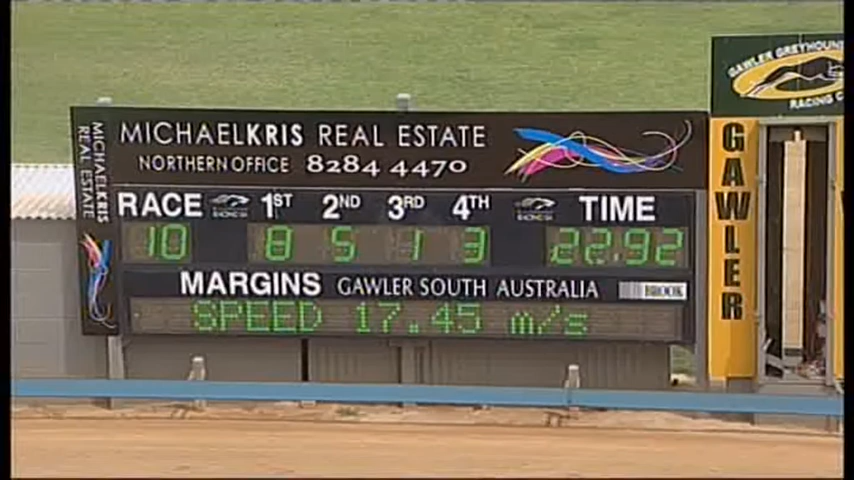 GAWLER GREYHOUND
RACING C
MICHAELKRIS REAL ESTATE
NORTHERN OFFICE 8284 4470
MICHAELKRIS
REAL ESTATE
RACE 1ST 2ND 3RD 4TH TIME
10 8 5 1 3 22.92
MARGINS GAWLER SOUTH AUSTRALIA BROOK
SPEED 17.45 m/s
GAWLER